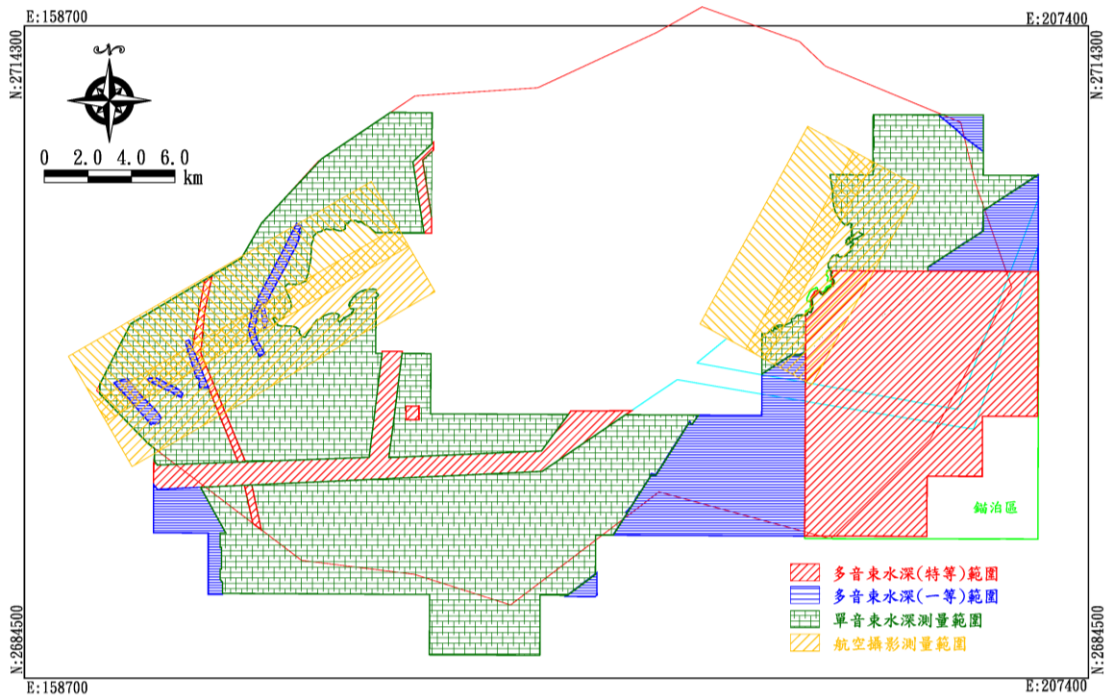 E:158700
E:207400
N:2714300
N:2714300
N
0 2.0 4.0 6.0
km
錨泊區
多音束水深(特等)範圍
多音束水深(一等)範圍
單音束水深測量範圍
航空攝影測量範圍
N:2684500
N:2684500
E:158700
E:207400